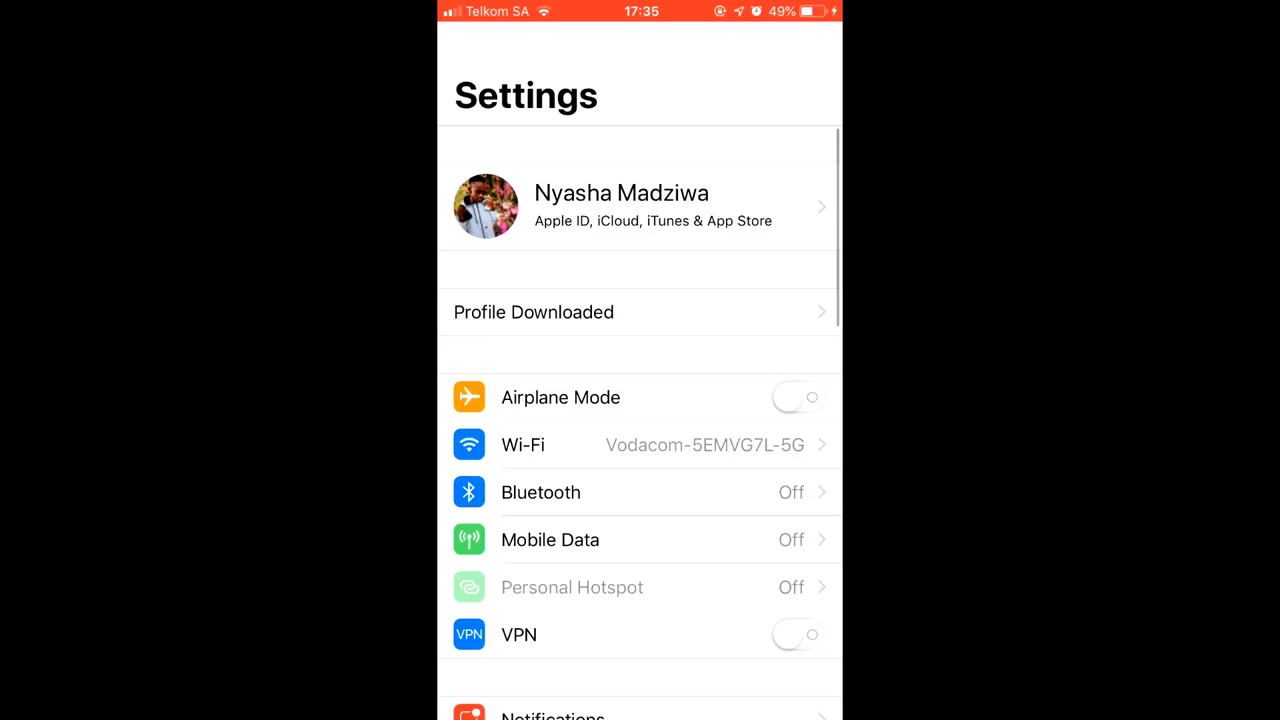 Telkom SA 17:35 49%
Settings
Nyasha Madziwa
Apple ID, iCloud, iTunes & App Store
Profile Downloaded
Airplane Mode
Wi-Fi Vodacom-5EMVG7L-5G
Bluetooth Off
Mobile Data Off
Personal Hotspot Off
VPN VPN
Notifications